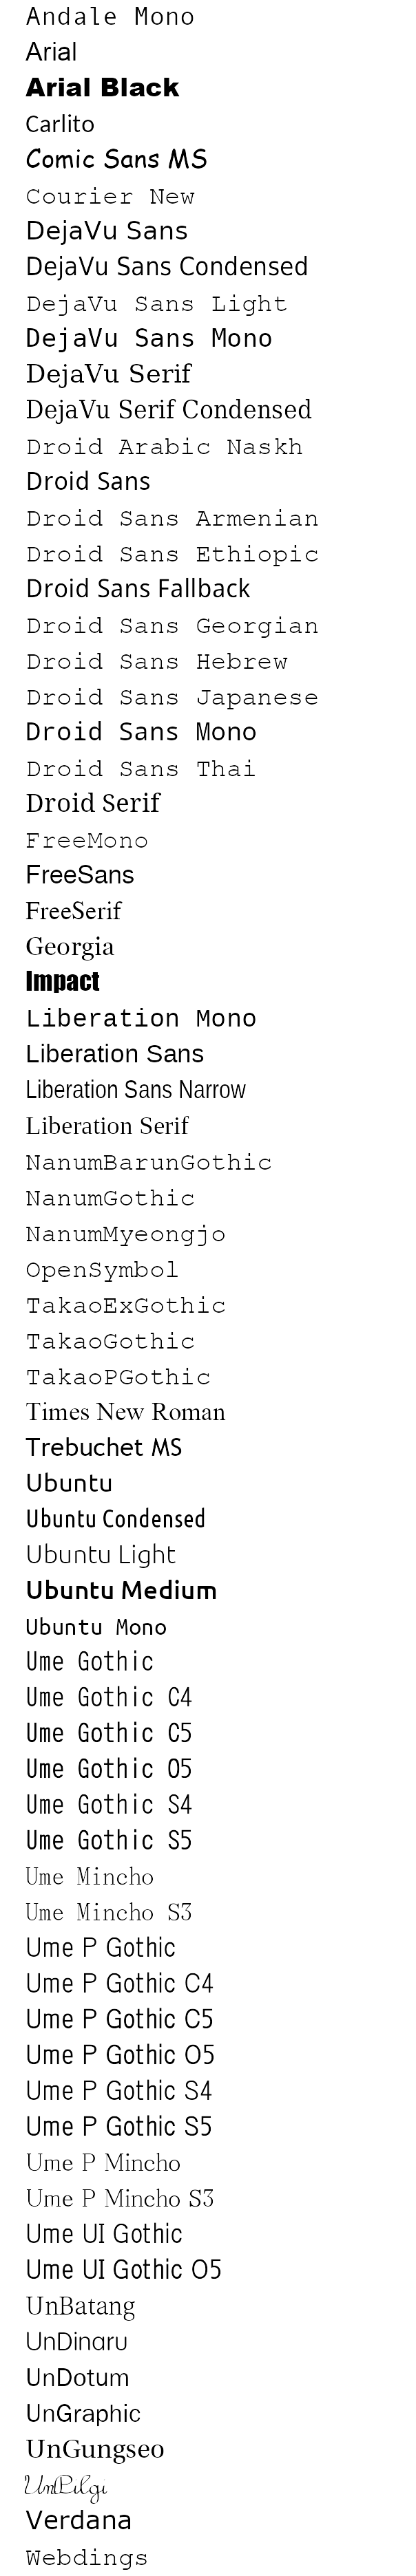 Andale Mono
Arial
Arial Black
Carlito
Comic Sans MS
Courier New
DejaVu Sans
DejaVu Sans Condensed
DejaVu Sans Light
DejaVu Sans Mono
DejaVu Serif
DejaVu Serif Condensed
Droid Arabic Naskh
Droid Sans
Droid Sans Armenian
Droid Sans Ethiopic
Droid Sans Fallback
Droid Sans Georgian
Droid Sans Hebrew
Droid Sans Japanese
Droid Sans Mono
Droid Sans Thai
Droid Serif
FreeMono
FreeSans
FreeSerif
Georgia
Impact
Liberation Mono
Liberation Sans
Liberation Sans Narrow
Liberation Serif
NanumBarunGothic
NanumGothic
NanumMyeongjo
OpenSymbol
TakaoExGothic
TakaoGothic
TakaoPGothic
Times New Roman
Trebuchet MS
Ubuntu
Ubuntu Condensed
Ubuntu Light
Ubuntu Medium
Ubuntu Mono
Ume Gothic
Ume Gothic C4
Ume Gothic C5
Ume Gothic O5
Ume Gothic S4
Ume Gothic S5
Ume Mincho
Ume Mincho S3
Ume P Gothic
Ume P Gothic C4
Ume P Gothic C5
Ume P Gothic O5
Ume P Gothic S4
Ume P Gothic S5
Ume P Mincho
Ume P Mincho S3
Ume UI Gothic
Ume UI Gothic O5
UnBatang
UnDinaru
UnDotum
UnGraphic
UnGungseo
UnPilgi
Verdana
Webdings